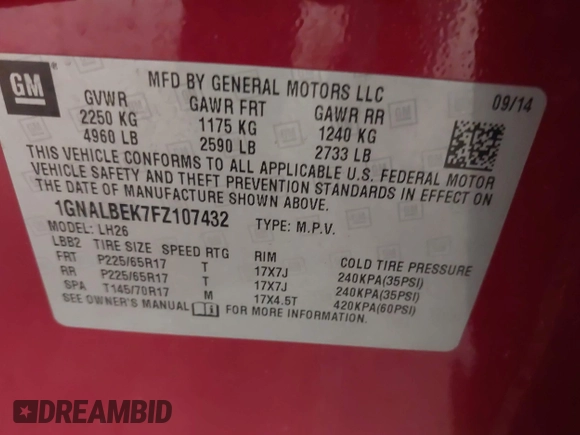 GM
MFD BY GENERAL MOTORS LLC
09/14
GVWR GAWR FRT GAWR RR
2250 KG 1175 KG 1240 KG
4960 LB 2590 LB 2733 LB
THIS VEHICLE CONFORMS TO ALL APPLICABLE U.S. FEDERAL MOTOR
VEHICLE SAFETY AND THEFT PREVENTION STANDARDS IN EFFECT ON
THE DATE OF MANUFACTURE SHOWN ABOVE.
1GNALBEK7FZ107432 TYPE: M.P.V.
MODEL: LH26
LBB2 TIRE SIZE SPEED RTG RIM COLD TIRE PRESSURE
FRT P225/65R17 T 17X7J 240KPA(35PSI)
RR P225/65R17 T 17X7J 240KPA(35PSI)
SPA T145/70R17 M 17X4.5T 420KPA(60PSI)
SEE OWNER'S MANUAL FOR MORE INFORMATION.
DREAMBID